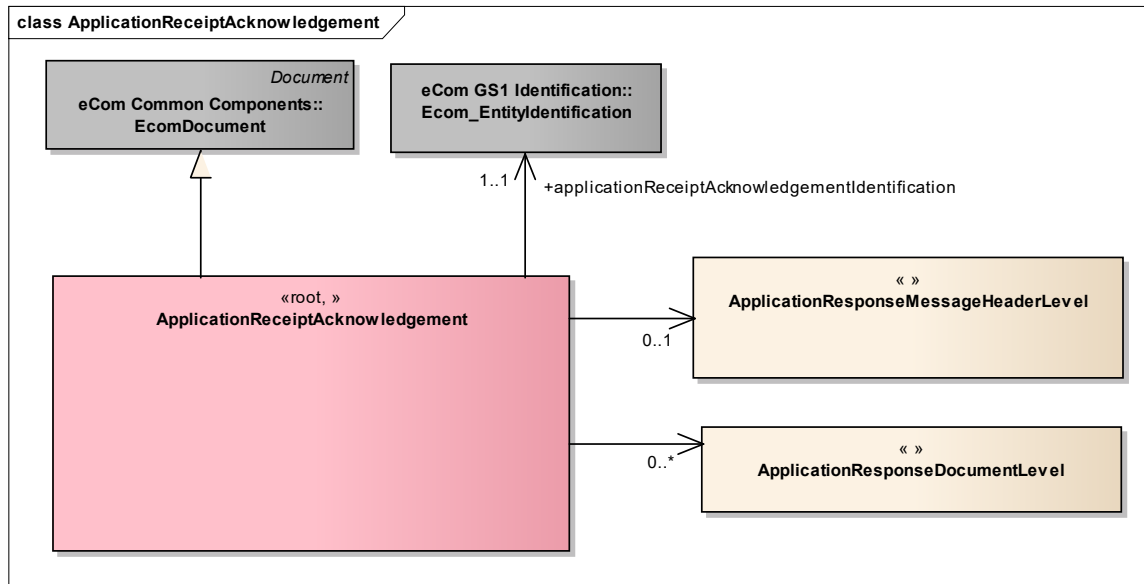 class ApplicationReceiptAcknowledgement
Document
eCom Common Components::
EcomDocument
eCom GS1 Identification::
Ecom_EntityIdentification
1..1
+applicationReceiptAcknowledgementIdentification
«root, »
ApplicationReceiptAcknowledgement
« »
ApplicationResponseMessageHeaderLevel
0..1
« »
ApplicationResponseDocumentLevel
0..*